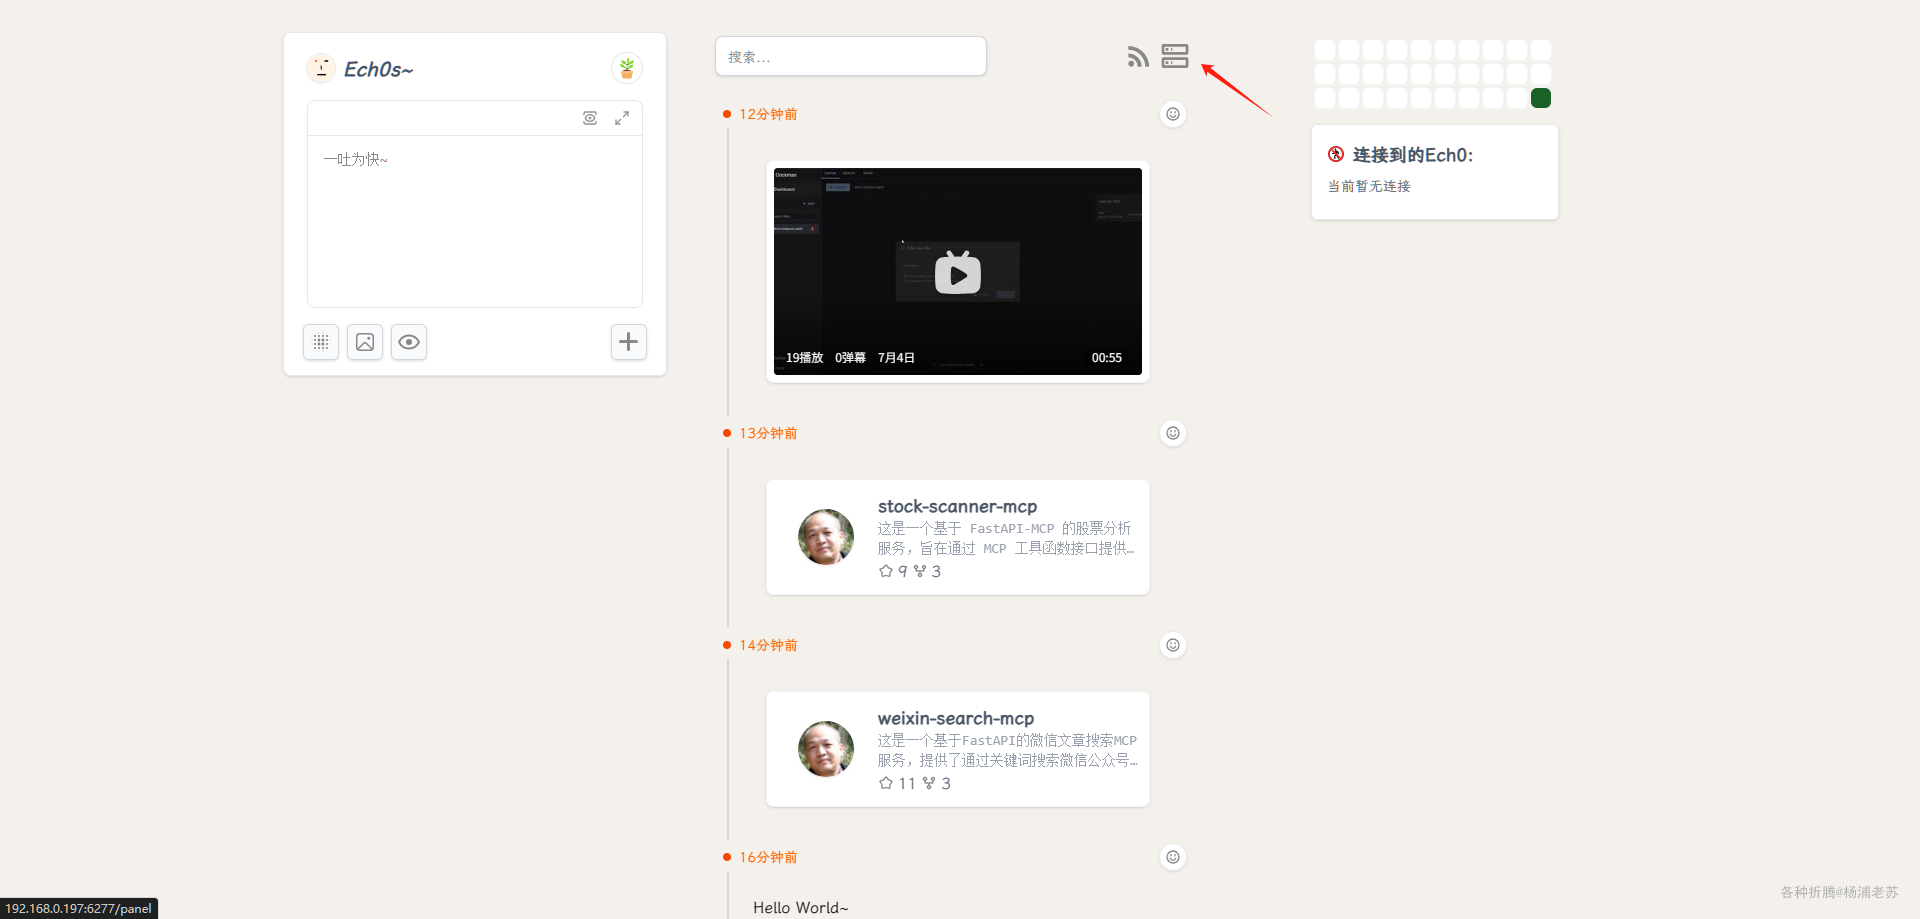 Ech0s~
一吐为快~
搜索...
12分钟前
Dockman
Dashboard
19播放 0弹幕 7月4日 00:55
13分钟前
stock-scanner-mcp
这是一个基于 FastAPI-MCP 的股票分析
服务，旨在通过 MCP 工具函数接口提供…
9 3
14分钟前
weixin-search-mcp
这是一个基于FastAPI的微信文章搜索MCP
服务，提供了通过关键词搜索微信公众号…
11 3
16分钟前
Hello World~
连接到的Ech0:
当前暂无连接
各种折腾@杨浦老苏
192.168.0.197:6277/panel